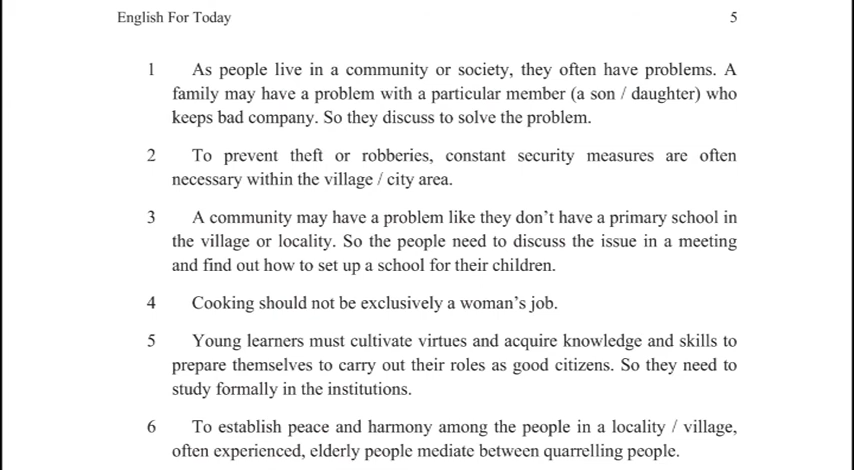 English For Today 5
1 As people live in a community or society, they often have problems. A
family may have a problem with a particular member (a son / daughter) who
keeps bad company. So they discuss to solve the problem.
2 To prevent theft or robberies, constant security measures are often
necessary within the village / city area.
3 A community may have a problem like they don’t have a primary school in
the village or locality. So the people need to discuss the issue in a meeting
and find out how to set up a school for their children.
4 Cooking should not be exclusively a woman’s job.
5 Young learners must cultivate virtues and acquire knowledge and skills to
prepare themselves to carry out their roles as good citizens. So they need to
study formally in the institutions.
6 To establish peace and harmony among the people in a locality / village,
often experienced, elderly people mediate between quarrelling people.